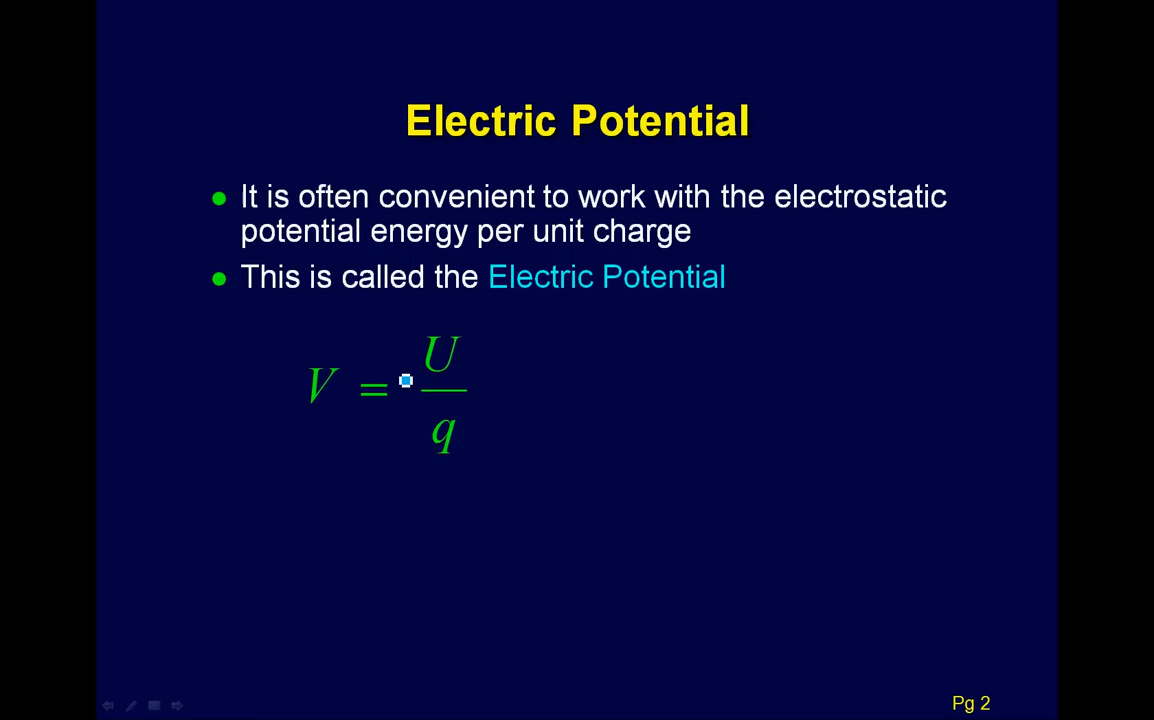 Electric Potential
● It is often convenient to work with the electrostatic
potential energy per unit charge
● This is called the Electric Potential
V = U/q
Pg 2